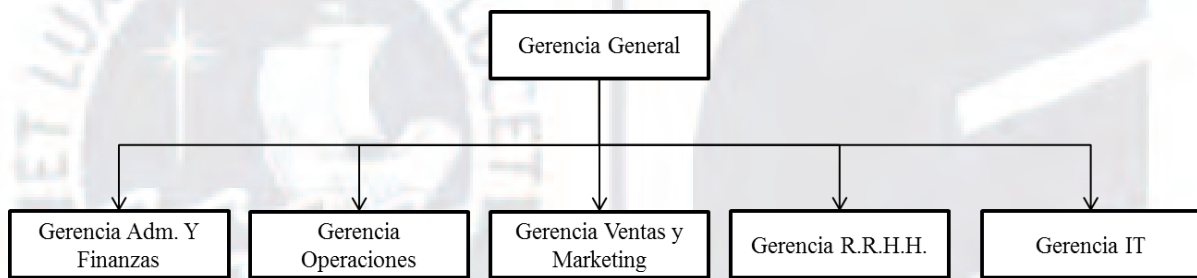 Gerencia General
Gerencia Adm. Y
Finanzas
Gerencia
Operaciones
Gerencia Ventas y
Marketing
Gerencia R.R.H.H.
Gerencia IT